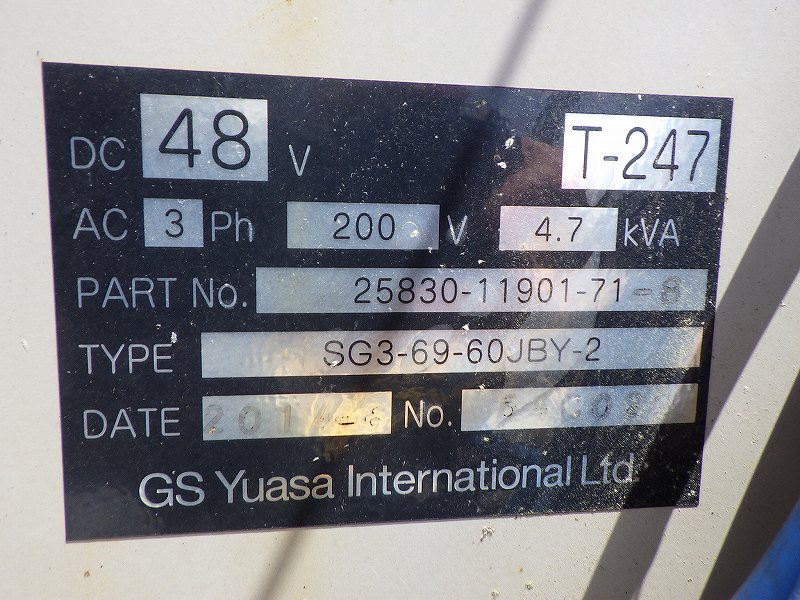 DC 48 V T-247
AC 3 Ph 200 V 4.7 kVA
PART No. 25830-11901-71-8
TYPE SG3-69-60JBY-2
DATE No.
GS Yuasa International Ltd.